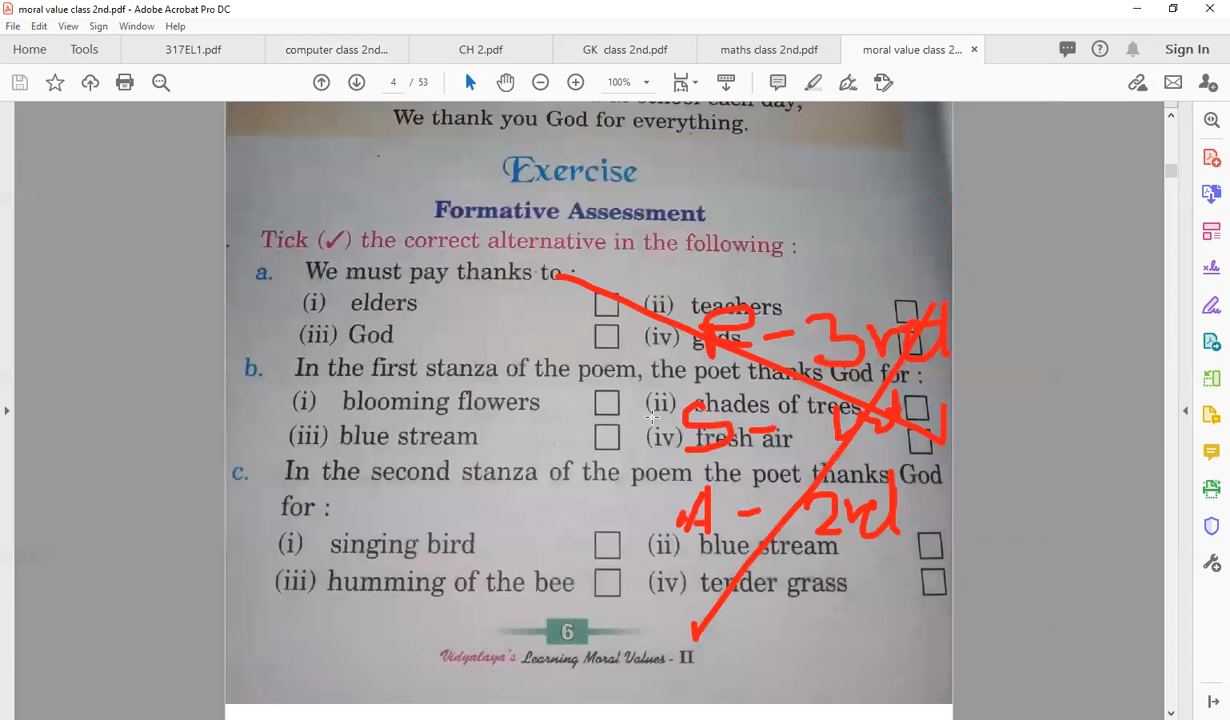 moral value class 2nd.pdf - Adobe Acrobat Pro DC
File Edit View Sign Window Help
Home Tools 317EL1.pdf computer class 2nd... CH 2.pdf GK class 2nd.pdf maths class 2nd.pdf moral value class 2... × Sign In
4 / 53 100%
school each day,
We thank you God for everything.
Exercise
Formative Assessment
Tick (✓) the correct alternative in the following :
a. We must pay thanks to :
(i) elders (ii) teachers
(iii) God (iv) gods
e - 3rd
b. In the first stanza of the poem, the poet thanks God for :
(i) blooming flowers (ii) shades of trees
S -
(iii) blue stream (iv) fresh air
c. In the second stanza of the poem the poet thanks God
for :
A - 2rd
(i) singing bird (ii) blue stream
(iii) humming of the bee (iv) tender grass
6
Vidyalaya's Learning Moral Values - II